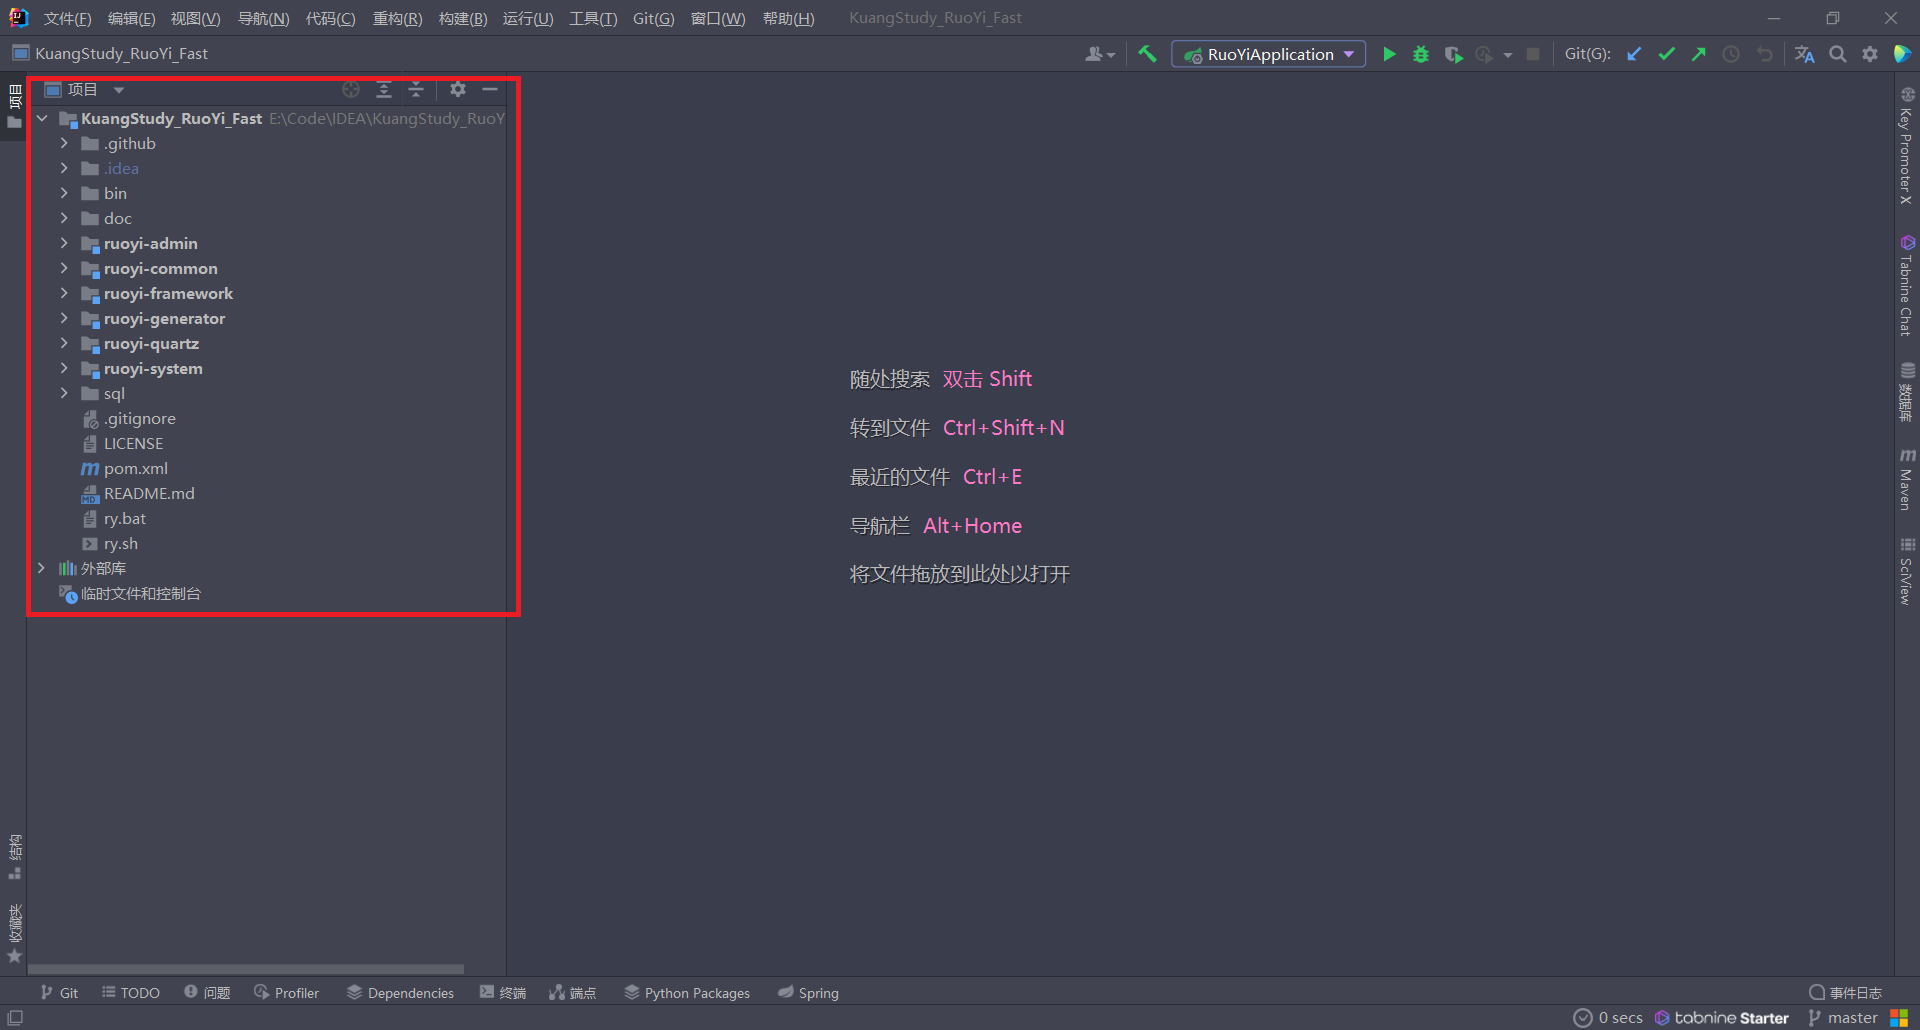 文件(F) 编辑(E) 视图(V) 导航(N) 代码(C) 重构(R) 构建(B) 运行(U) 工具(T) Git(G) 窗口(W) 帮助(H) KuangStudy_RuoYi_Fast
KuangStudy_RuoYi_Fast
RuoYiApplication
Git(G):
项目
项目
KuangStudy_RuoYi_Fast E:\Code\IDEA\KuangStudy_RuoY
.github
.idea
bin
doc
ruoyi-admin
ruoyi-common
ruoyi-framework
ruoyi-generator
ruoyi-quartz
ruoyi-system
sql
.gitignore
LICENSE
pom.xml
README.md
ry.bat
ry.sh
外部库
临时文件和控制台
结构
收藏夹
随处搜索 双击 Shift
转到文件 Ctrl+Shift+N
最近的文件 Ctrl+E
导航栏 Alt+Home
将文件拖放到此处以打开
Key Promoter X
Tabnine Chat
数据库
Maven
SciView
Git TODO 问题 Profiler Dependencies 终端 端点 Python Packages Spring 事件日志
0 secs tabnine Starter master